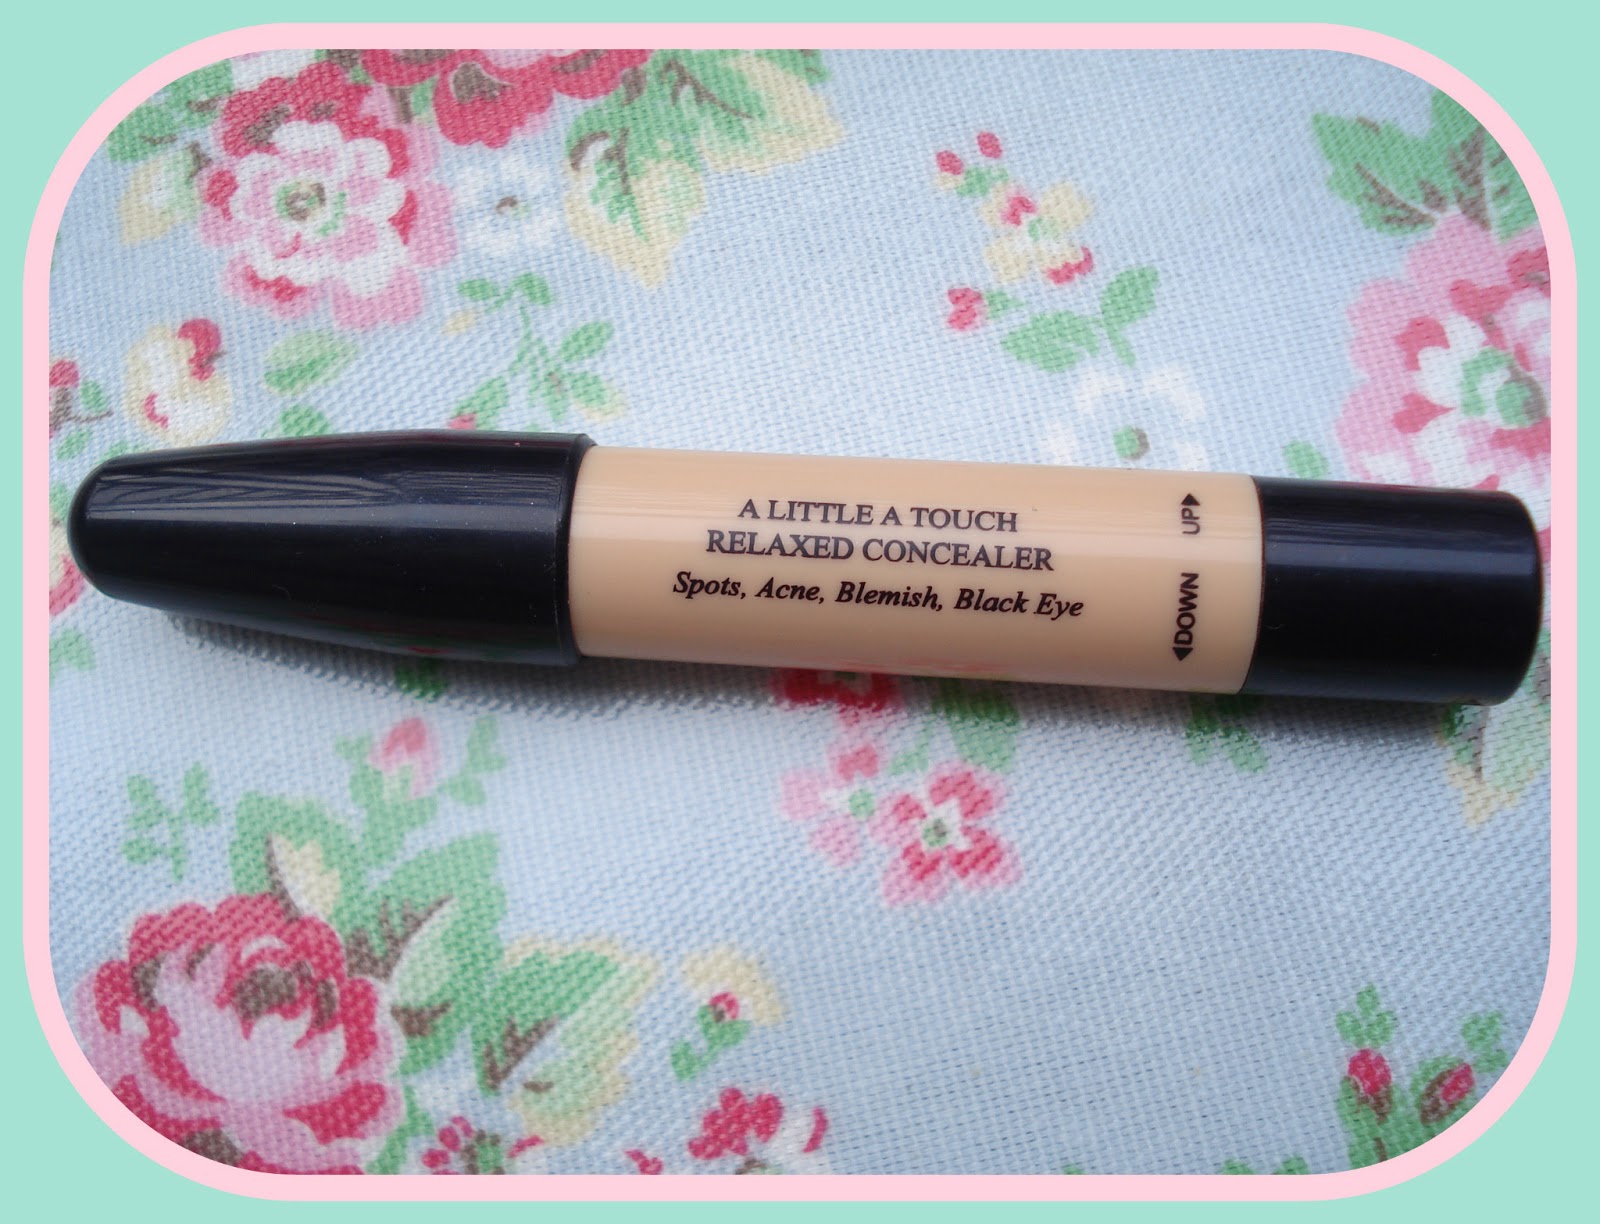 A LITTLE A TOUCH
RELAXED CONCEALER
Spots, Acne, Blemish, Black Eye
◀DOWN UP▶